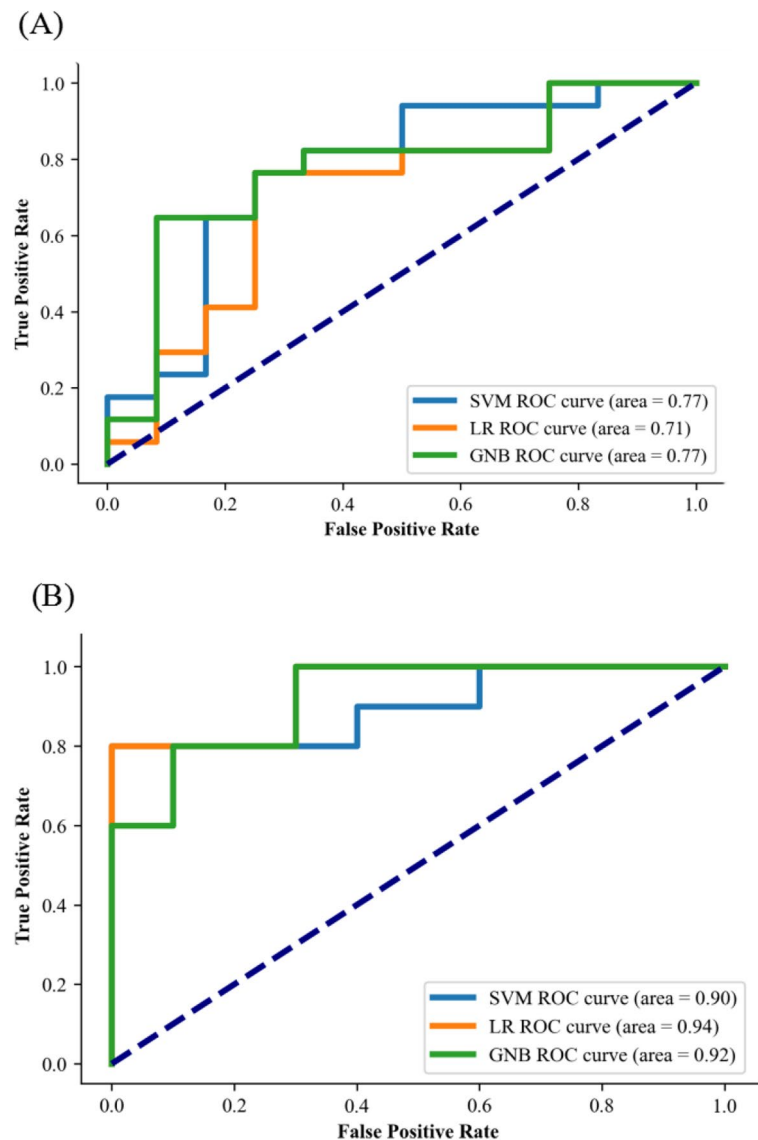 (A)
1.0
0.8
0.6
0.4
0.2
0.0
True Positive Rate
SVM ROC curve (area = 0.77)
LR ROC curve (area = 0.71)
GNB ROC curve (area = 0.77)
0.0 0.2 0.4 0.6 0.8 1.0
False Positive Rate
(B)
1.0
0.8
0.6
0.4
0.2
0.0
True Positive Rate
SVM ROC curve (area = 0.90)
LR ROC curve (area = 0.94)
GNB ROC curve (area = 0.92)
0.0 0.2 0.4 0.6 0.8 1.0
False Positive Rate